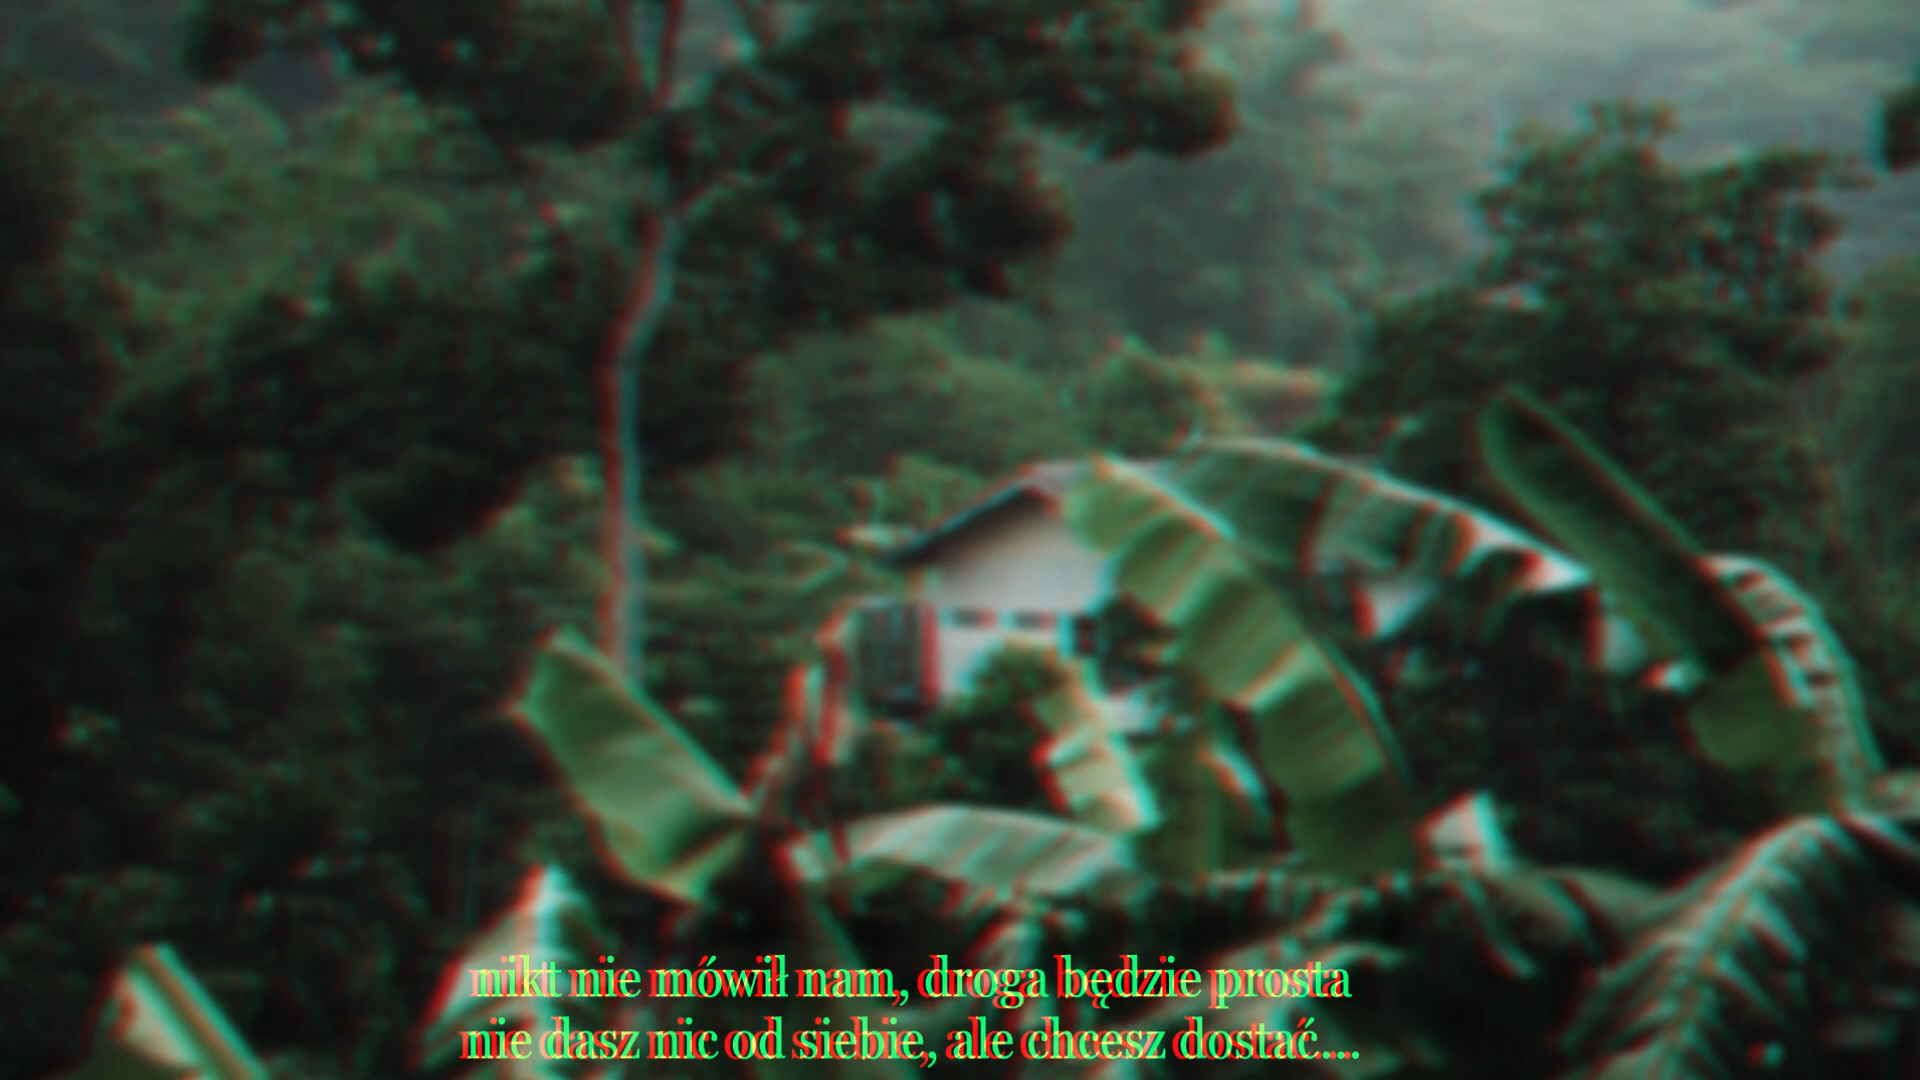 nikt nie mówił nam, droga będzie prosta
nie dasz nic od siebie, ale chcesz dostać....